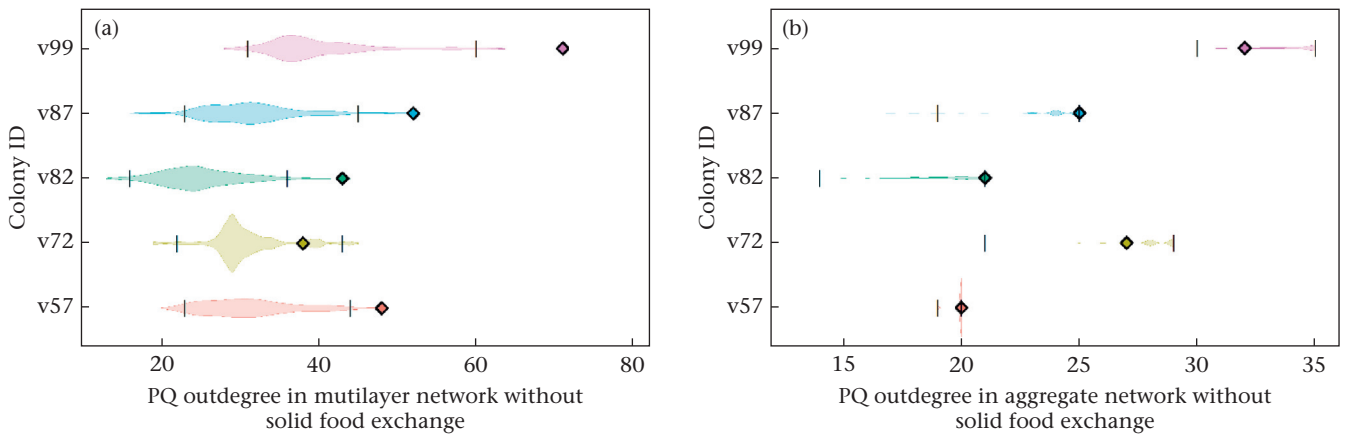 (a)
Colony ID
v99
v87
v82
v72
v57
20
40
60
80
PQ outdegree in mutilayer network without
solid food exchange
(b)
Colony ID
v99
v87
v82
v72
v57
15
20
25
30
35
PQ outdegree in aggregate network without
solid food exchange